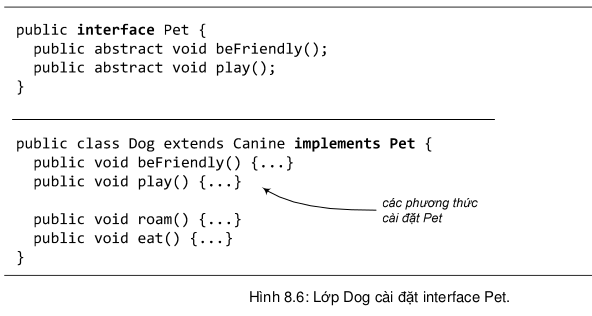 public interface Pet {
public abstract void beFriendly();
public abstract void play();
}
public class Dog extends Canine implements Pet {
public void beFriendly() {...}
public void play() {...}
các phương thức
cài đặt Pet
public void roam() {...}
public void eat() {...}
}
Hình 8.6: Lớp Dog cài đặt interface Pet.